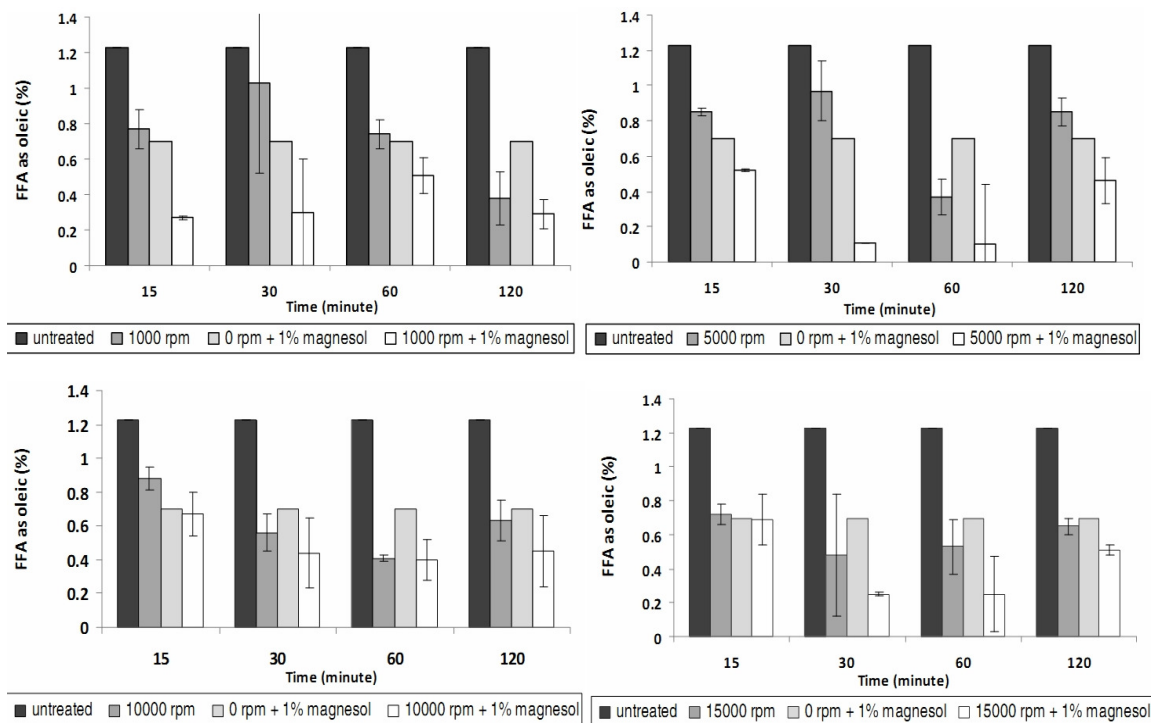 1.4
1.2
1
0.8
0.6
0.4
0.2
0
FFA as oleic (%)
15 30 60 120
Time (minute)
untreated 1000 rpm 0 rpm + 1% magnesol 1000 rpm + 1% magnesol
1.4
1.2
1
0.8
0.6
0.4
0.2
0
FFA as oleic (%)
15 30 60 120
Time (minute)
untreated 5000 rpm 0 rpm + 1% magnesol 5000 rpm + 1% magnesol
1.4
1.2
1
0.8
0.6
0.4
0.2
0
FFA as oleic (%)
15 30 60 120
Time (minute)
untreated 10000 rpm 0 rpm + 1% magnesol 10000 rpm + 1% magnesol
1.4
1.2
1
0.8
0.6
0.4
0.2
0
FFA as oleic (%)
15 30 60 120
Time (minute)
untreated 15000 rpm 0 rpm + 1% magnesol 15000 rpm + 1% magnesol